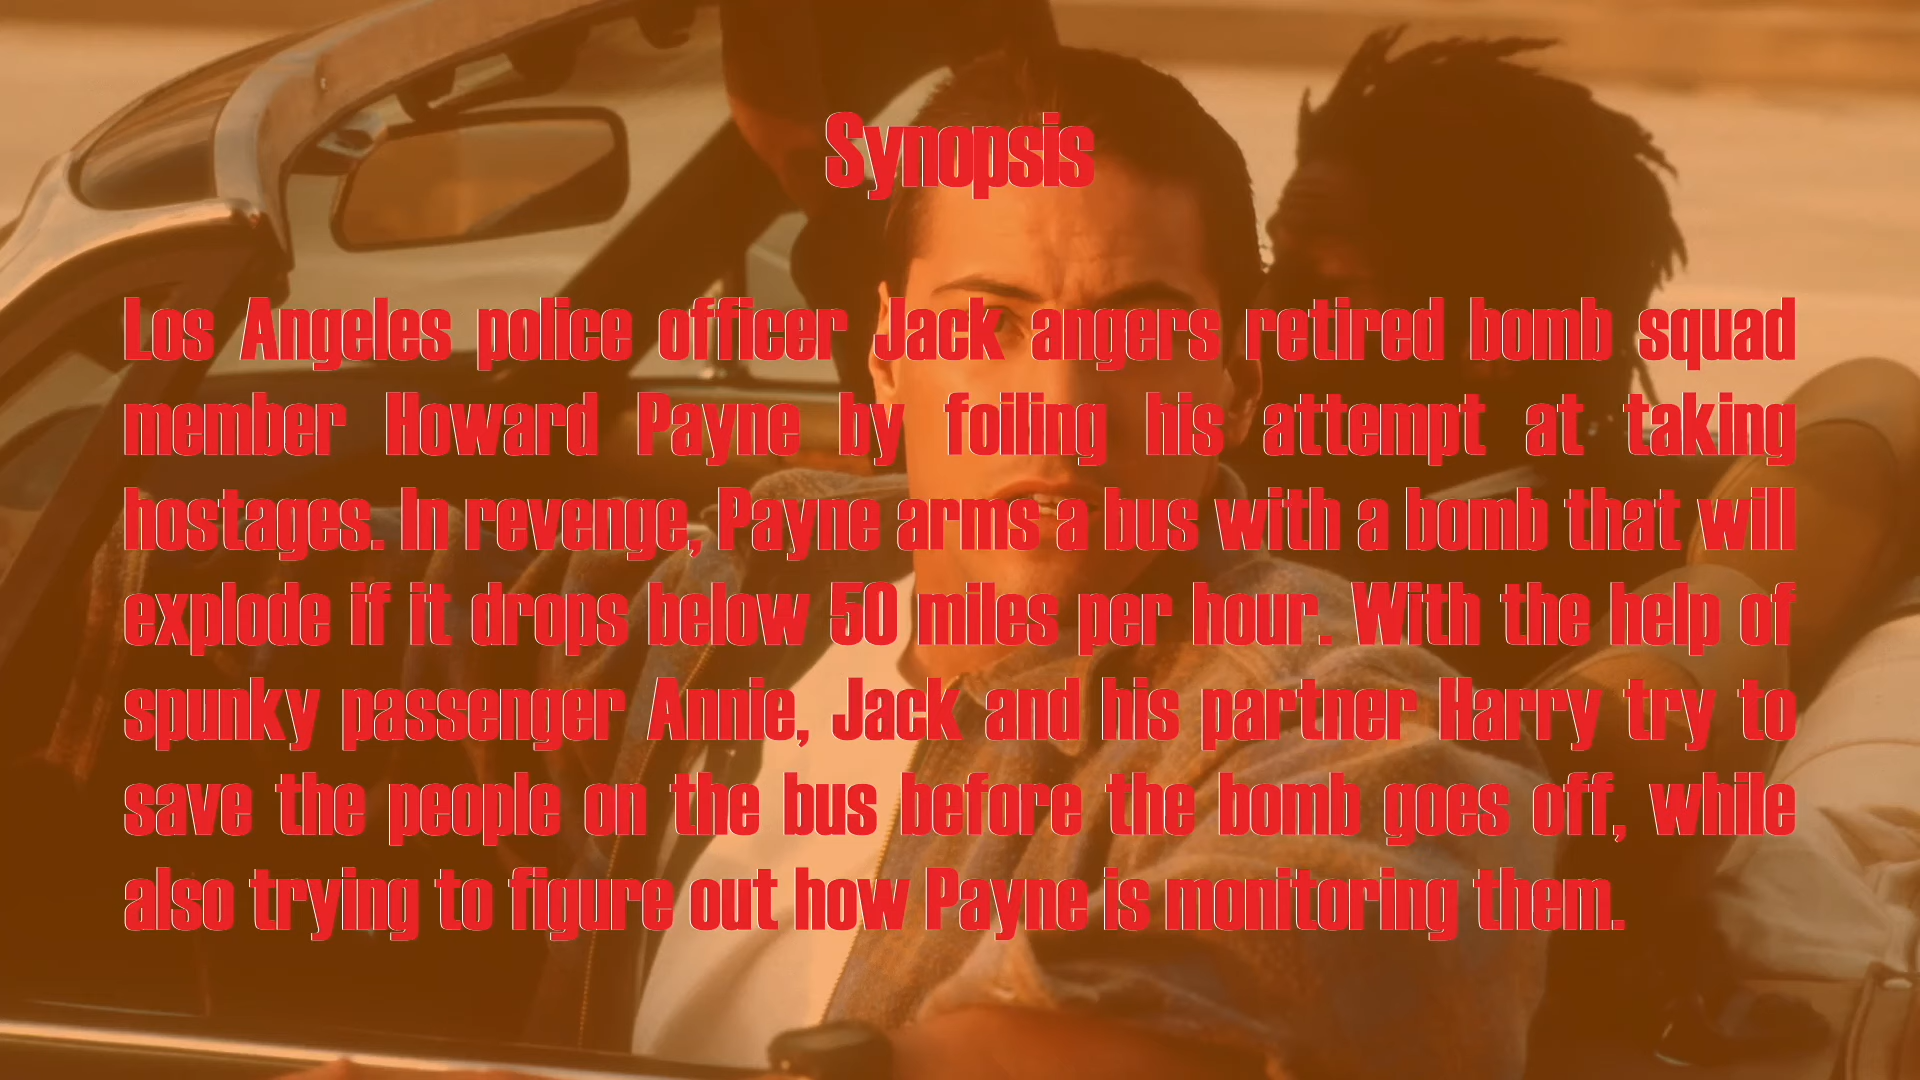 Synopsis
Los Angeles police officer Jack angers retired bomb squad
member Howard Payne by foiling his attempt at taking
hostages. In revenge, Payne arms a bus with a bomb that will
explode if it drops below 50 miles per hour. With the help of
spunky passenger Annie, Jack and his partner Harry try to
save the people on the bus before the bomb goes off, while
also trying to figure out how Payne is monitoring them.